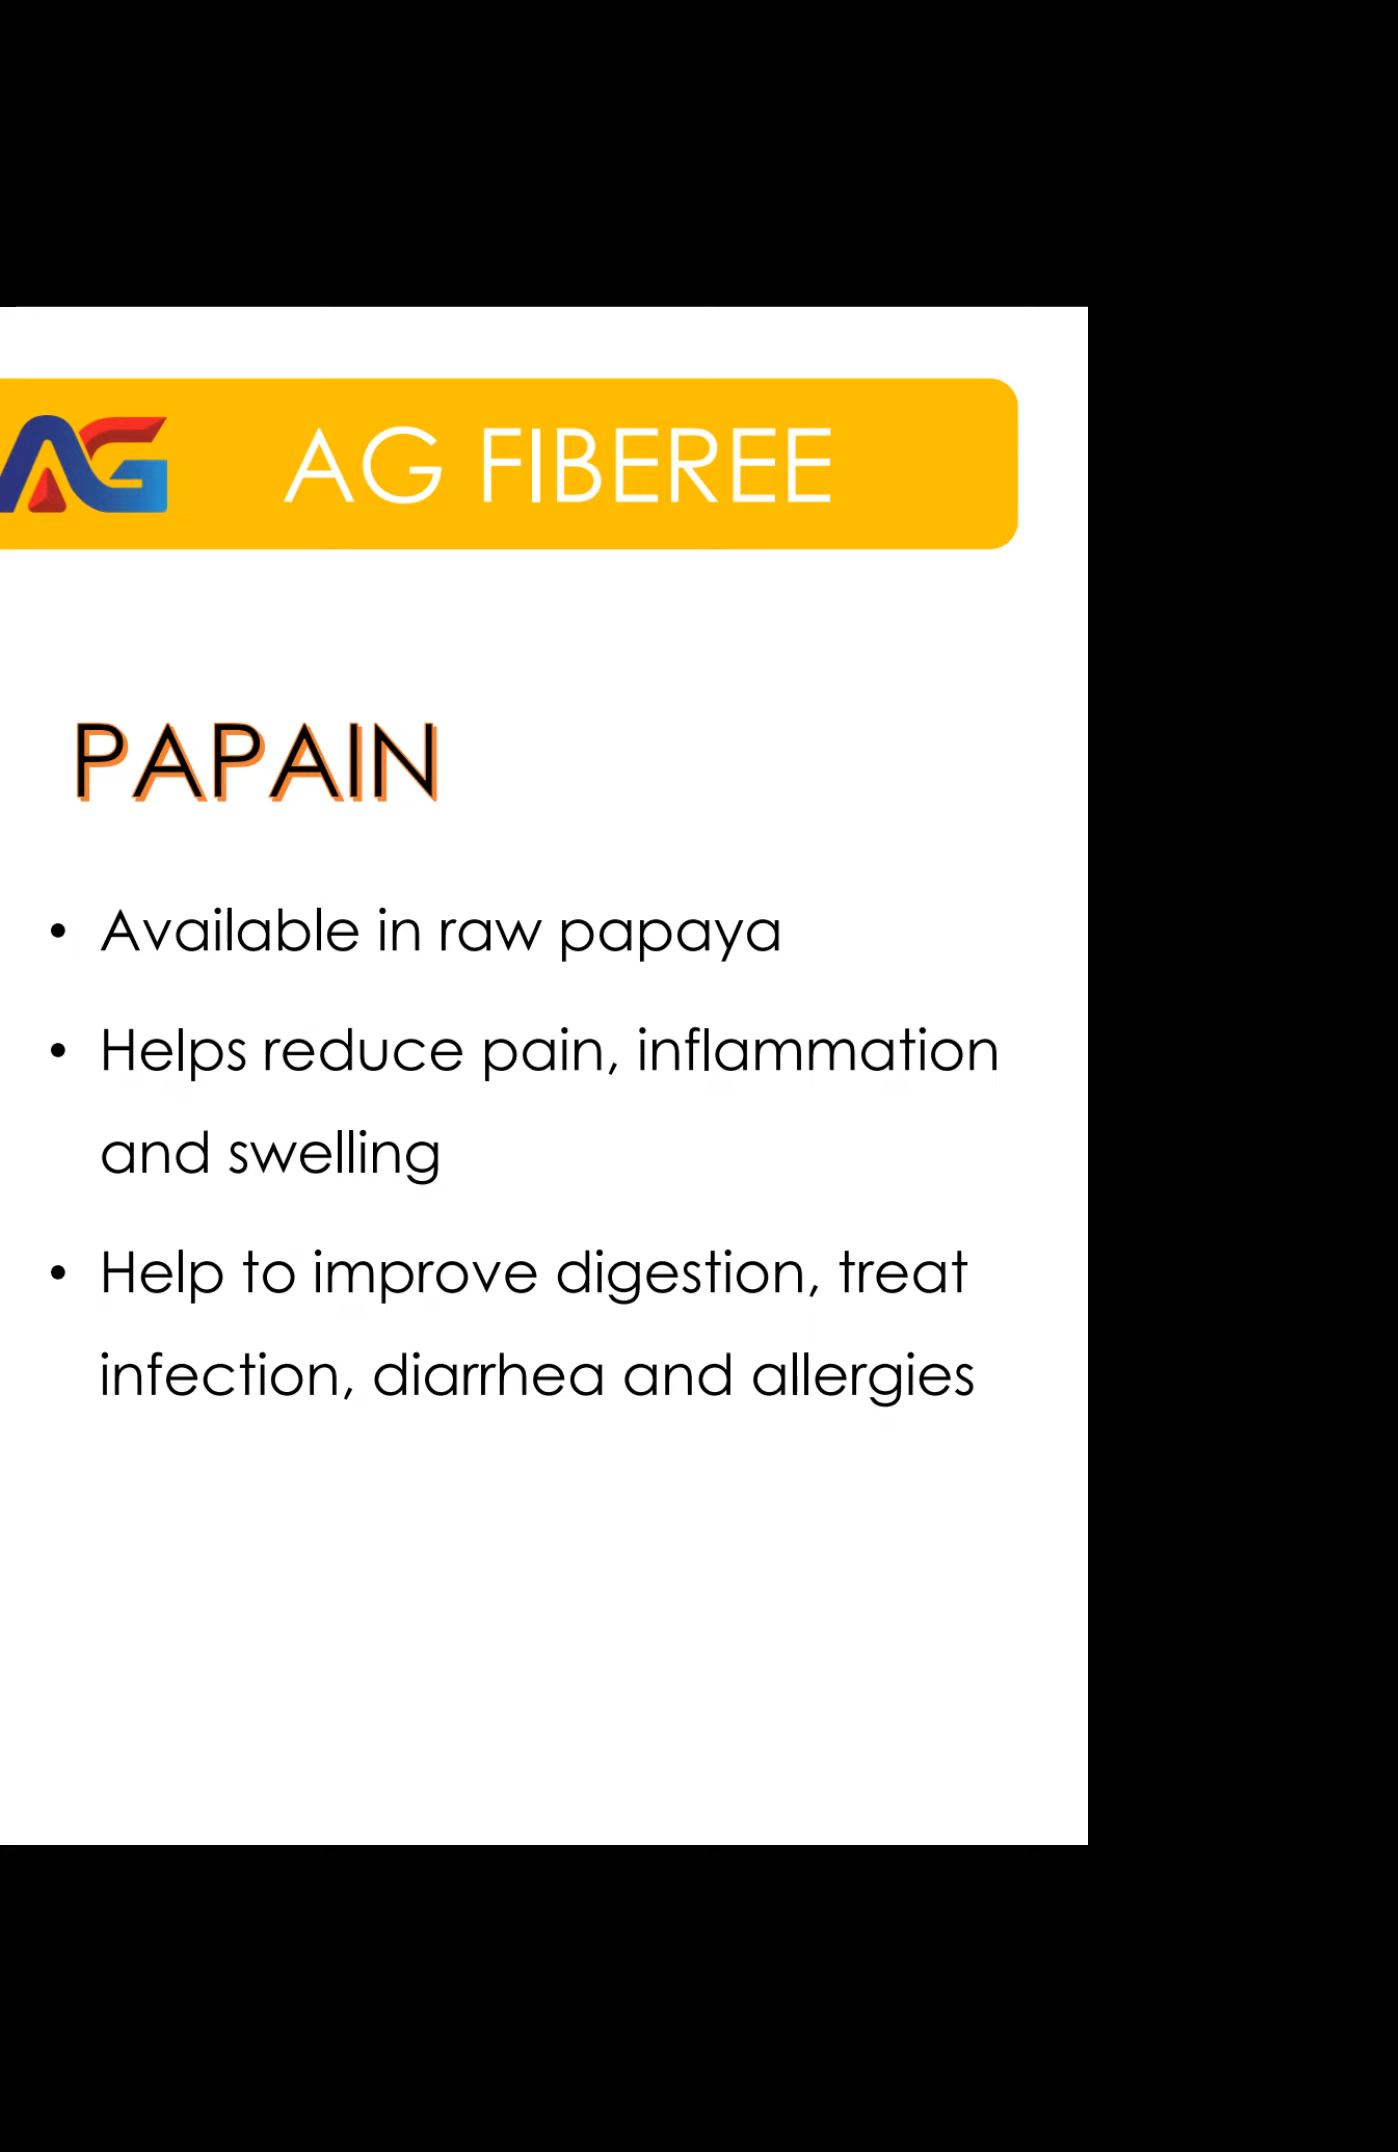 AG AG FIBEREE
PAPAIN
• Available in raw papaya
• Helps reduce pain, inflammation
and swelling
• Help to improve digestion, treat
infection, diarrhea and allergies